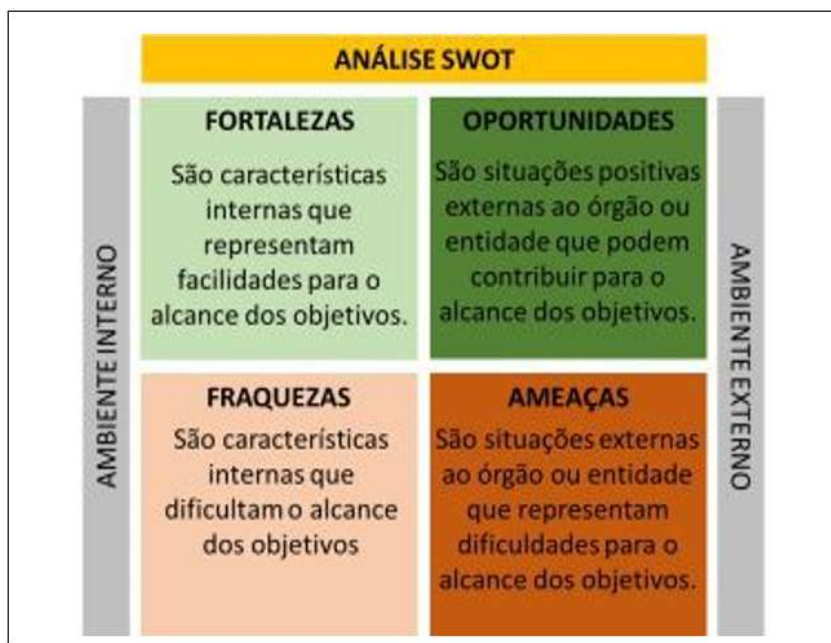 ANÁLISE SWOT
AMBIENTE INTERNO
FORTALEZAS
São características
internas que
representam
facilidades para o
alcance dos objetivos.
OPORTUNIDADES
São situações positivas
externas ao órgão ou
entidade que podem
contribuir para o
alcance dos objetivos.
FRAQUEZAS
São características
internas que
dificultam o alcance
dos objetivos
AMEAÇAS
São situações externas
ao órgão ou entidade
que representam
dificuldades para o
alcance dos objetivos.
AMBIENTE EXTERNO